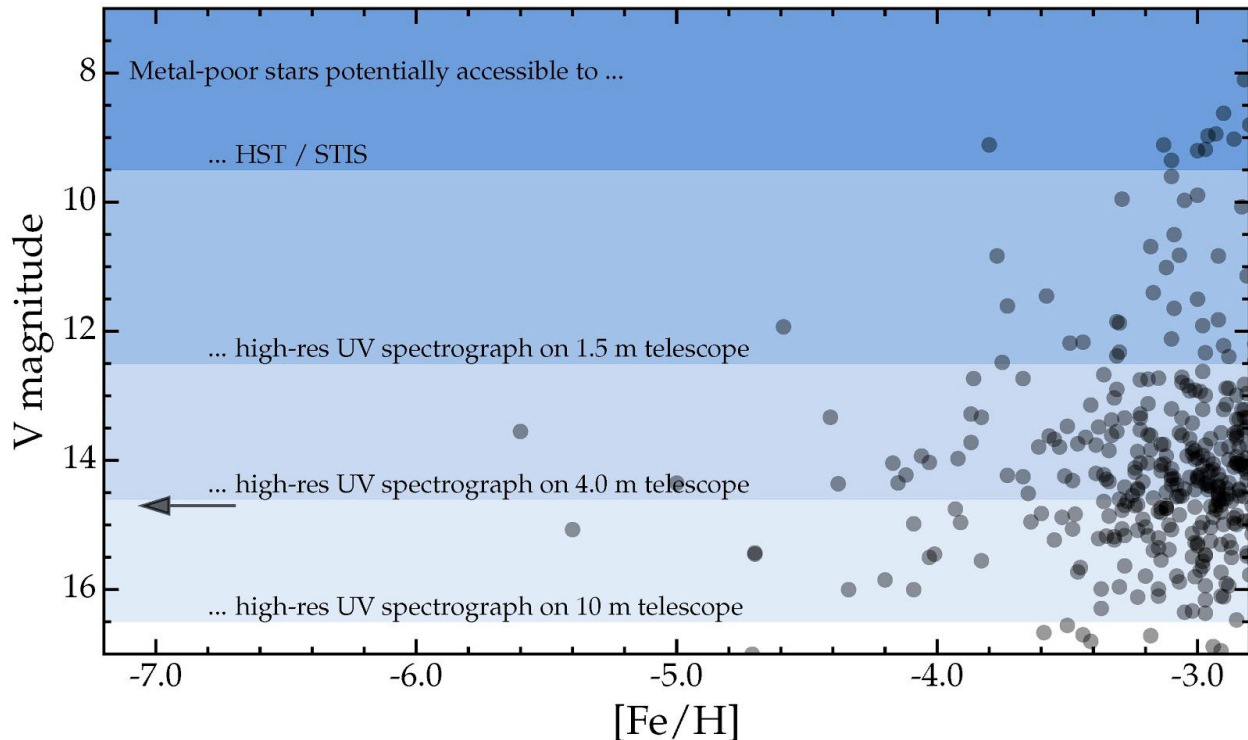 Metal-poor stars potentially accessible to ...
8
... HST / STIS
10
V magnitude
12
... high-res UV spectrograph on 1.5 m telescope
14
... high-res UV spectrograph on 4.0 m telescope
16
... high-res UV spectrograph on 10 m telescope
-7.0 -6.0 -5.0 -4.0 -3.0
[Fe/H]